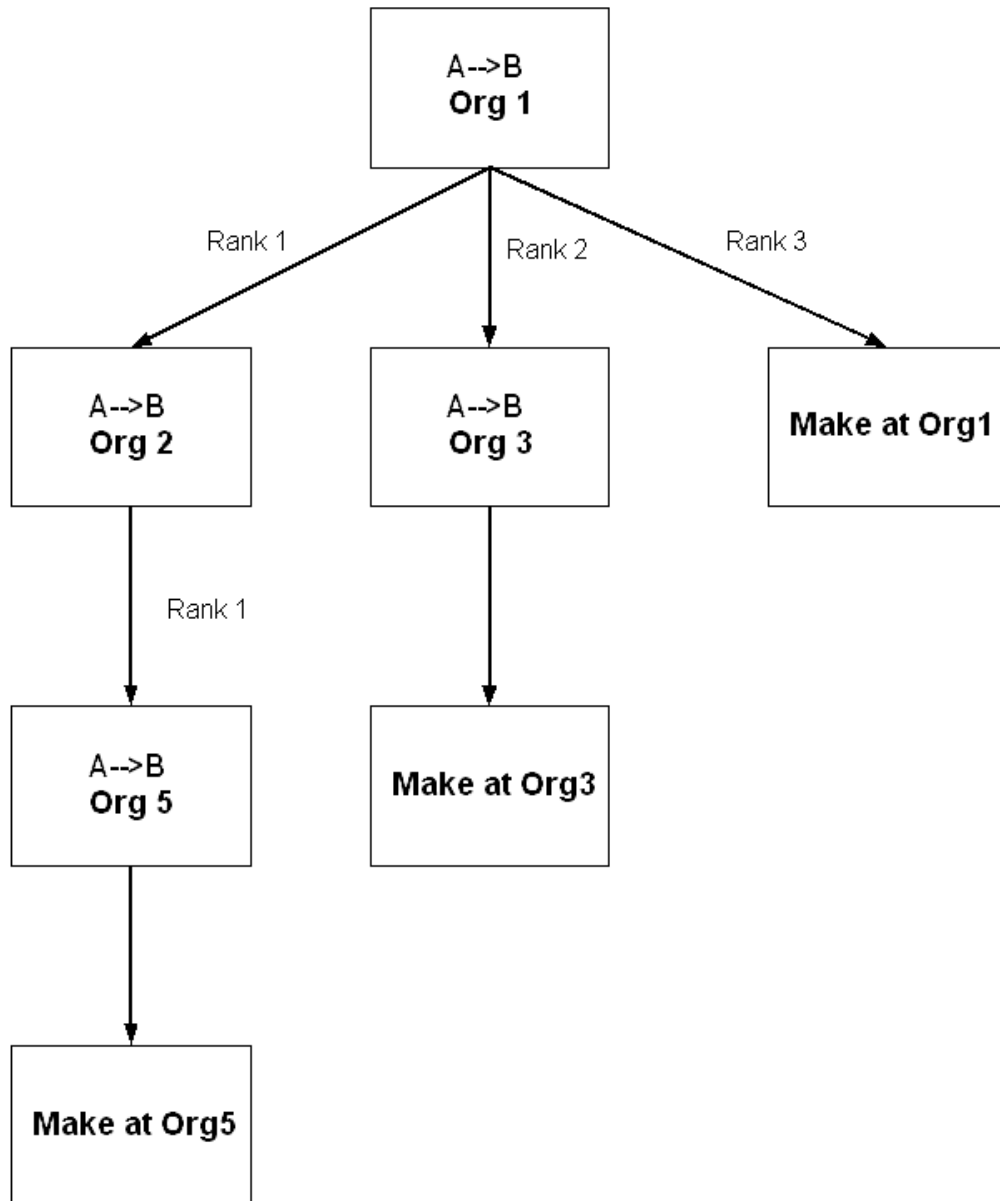 A-->B
Org 1
Rank 1
Rank 2
Rank 3
A-->B
Org 2
A-->B
Org 3
Make at Org1
Rank 1
A-->B
Org 5
Make at Org3
Make at Org5